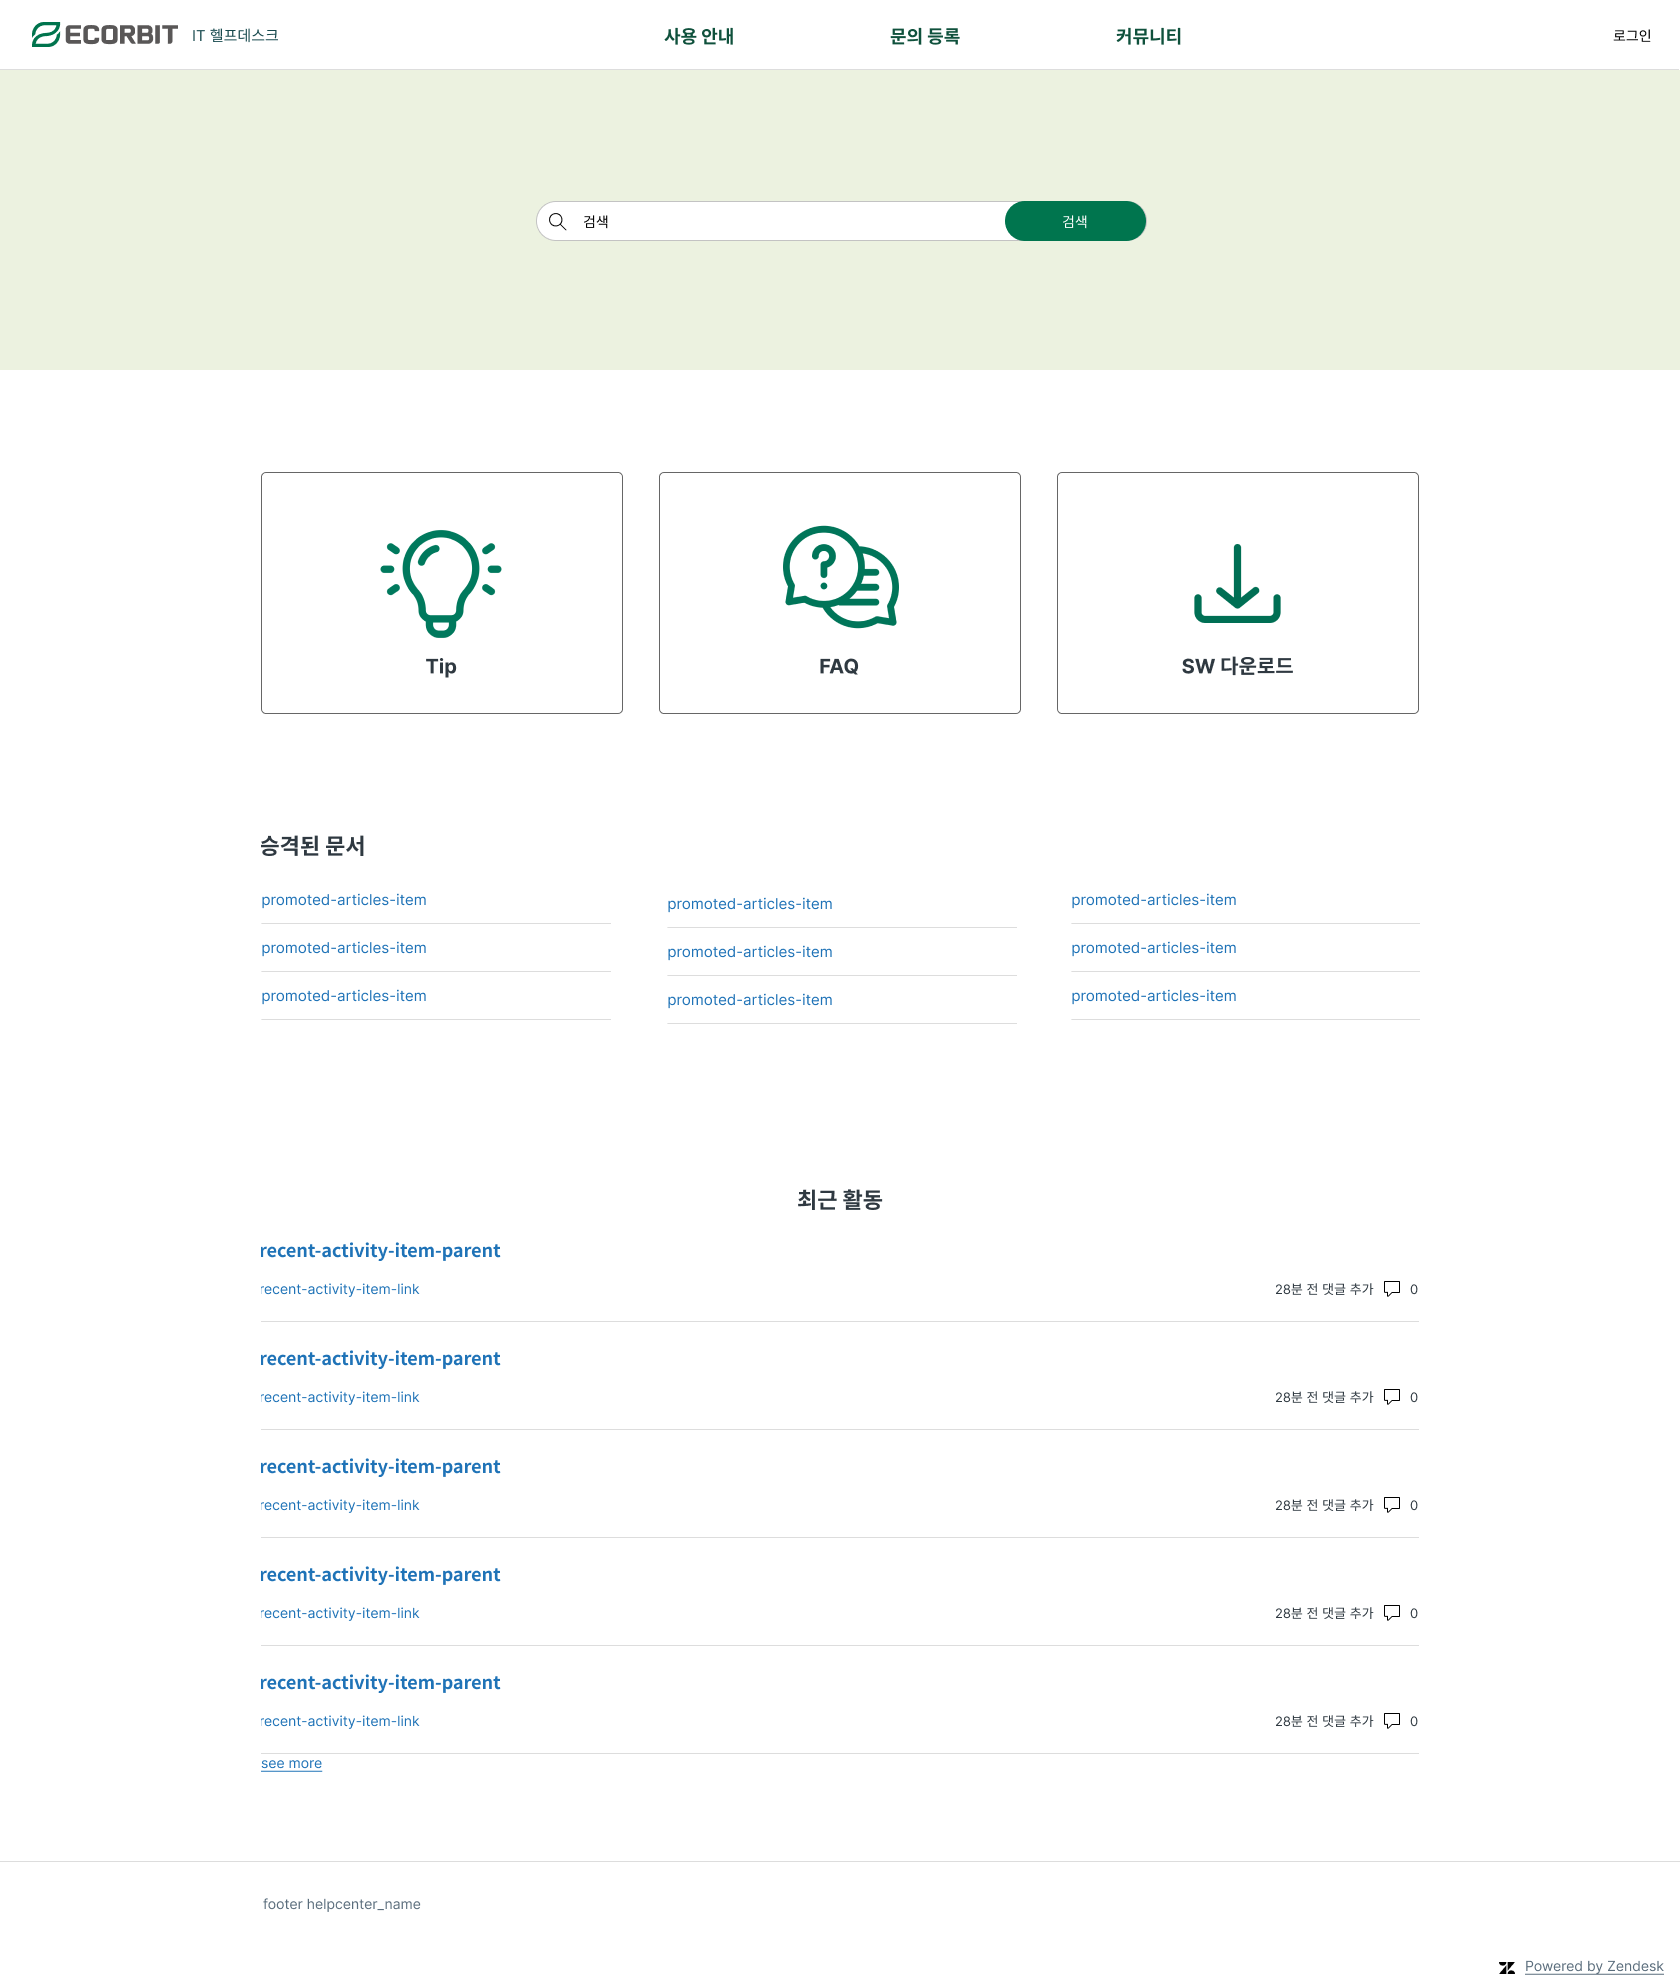 ECORBIT IT 헬프데스크 사용 안내 문의 등록 커뮤니티 로그인
검색 검색
Tip FAQ SW 다운로드
승격된 문서
promoted-articles-item promoted-articles-item promoted-articles-item
promoted-articles-item promoted-articles-item promoted-articles-item
promoted-articles-item promoted-articles-item promoted-articles-item
최근 활동
recent-activity-item-parent
recent-activity-item-link 28분 전 댓글 추가 0
recent-activity-item-parent
recent-activity-item-link 28분 전 댓글 추가 0
recent-activity-item-parent
recent-activity-item-link 28분 전 댓글 추가 0
recent-activity-item-parent
recent-activity-item-link 28분 전 댓글 추가 0
recent-activity-item-parent
recent-activity-item-link 28분 전 댓글 추가 0
see more
footer helpcenter_name
Powered by Zendesk